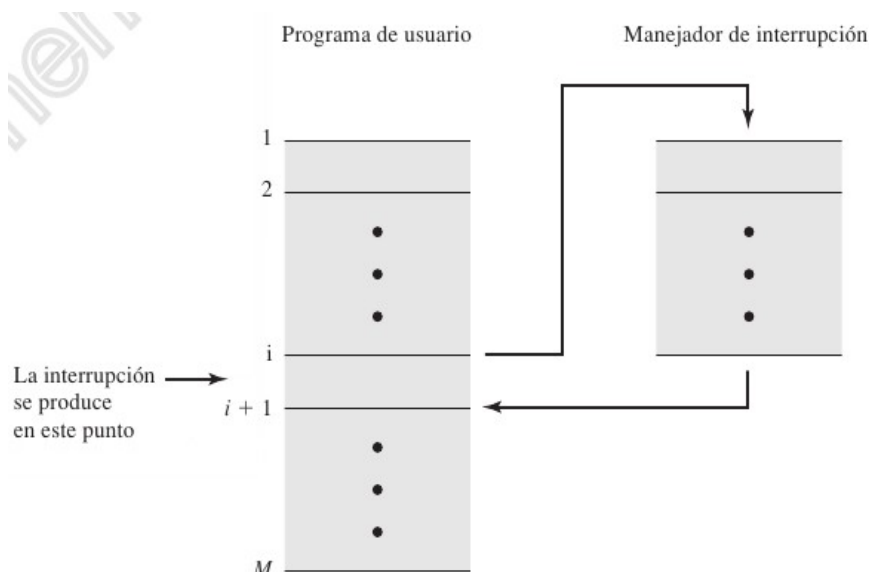 Programa de usuario
Manejador de interrupción
1
2
i
La interrupción
se produce
en este punto
i + 1
M